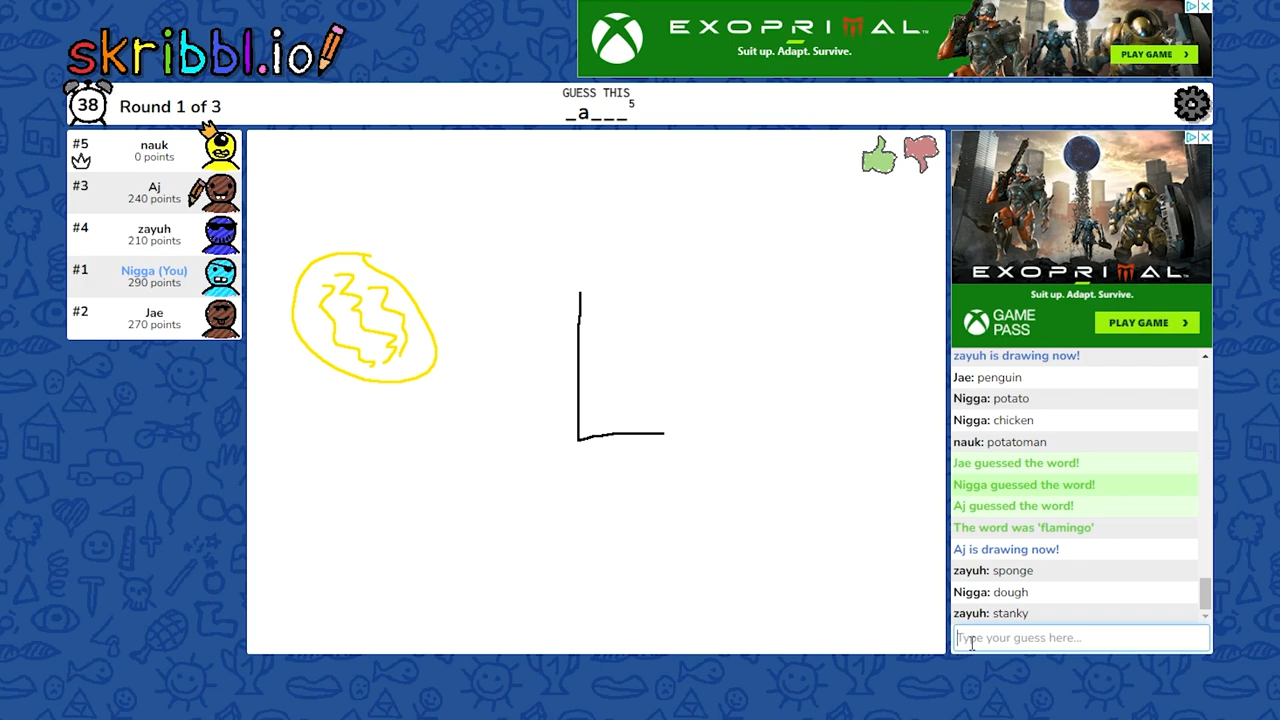 skribbl.io
EXOPRIMAL
Suit up. Adapt. Survive.
PLAY GAME
38
Round 1 of 3
GUESS THIS
_a___ 5
#5
nauk
0 points
#3
Aj
240 points
#4
zayuh
210 points
#1
Nigga (You)
290 points
#2
Jae
270 points
EXOPRIMAL
Suit up. Adapt. Survive.
GAME
PASS
PLAY GAME
zayuh is drawing now!
Jae: penguin
Nigga: potato
Nigga: chicken
nauk: potatoman
Jae guessed the word!
Nigga guessed the word!
Aj guessed the word!
The word was 'flamingo'
Aj is drawing now!
zayuh: sponge
Nigga: dough
zayuh: stanky
Type your guess here...